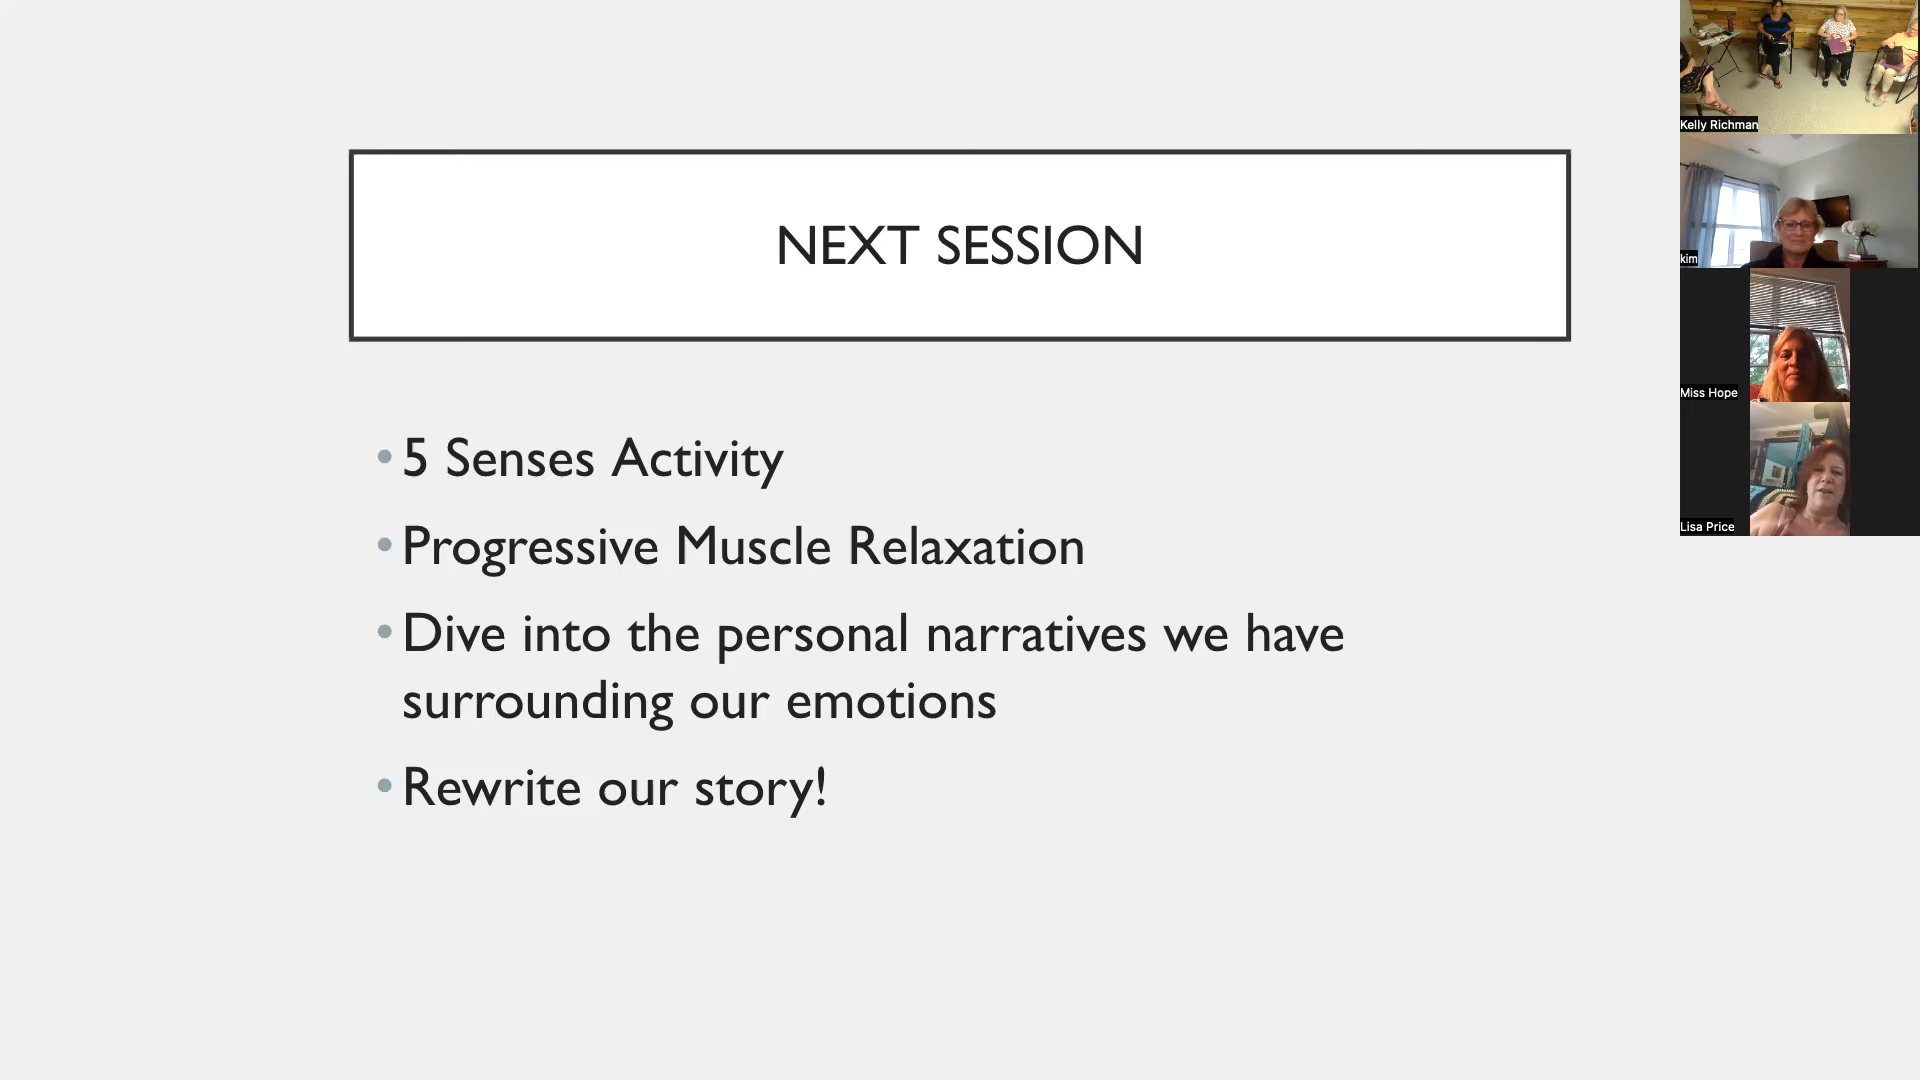 NEXT SESSION
• 5 Senses Activity
• Progressive Muscle Relaxation
• Dive into the personal narratives we have
surrounding our emotions
• Rewrite our story!
Kelly Richman
kim
Miss Hope
Lisa Price